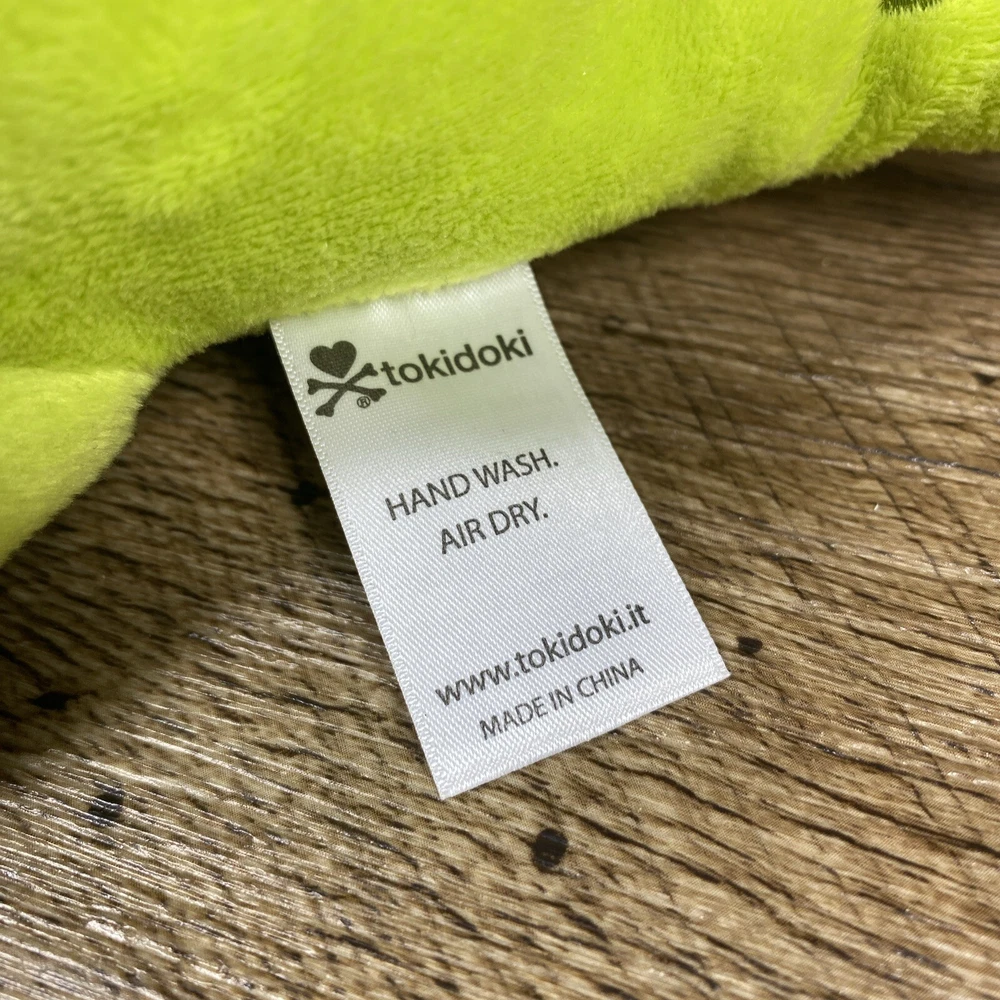 tokidoki
®
HAND WASH.
AIR DRY.
www.tokidoki.it
MADE IN CHINA